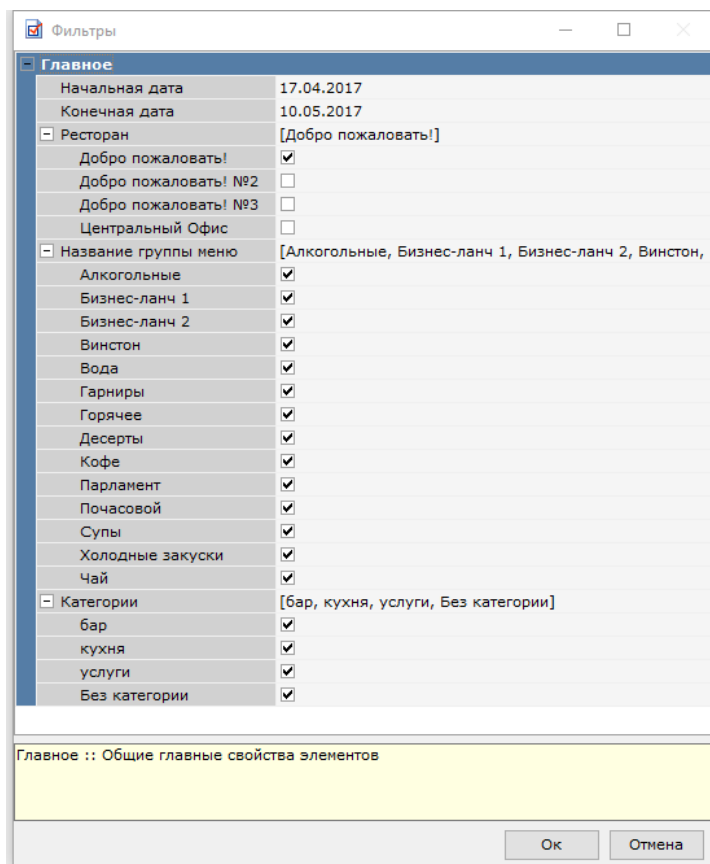 Фильтры
Главное
Начальная дата 17.04.2017
Конечная дата 10.05.2017
Ресторан [Добро пожаловать!]
Добро пожаловать!
Добро пожаловать! №2
Добро пожаловать! №3
Центральный Офис
Название группы меню [Алкогольные, Бизнес-ланч 1, Бизнес-ланч 2, Винстон,
Алкогольные
Бизнес-ланч 1
Бизнес-ланч 2
Винстон
Вода
Гарниры
Горячее
Десерты
Кофе
Парламент
Почасовой
Супы
Холодные закуски
Чай
Категории [бар, кухня, услуги, Без категории]
бар
кухня
услуги
Без категории
Главное :: Общие главные свойства элементов
Ок Отмена